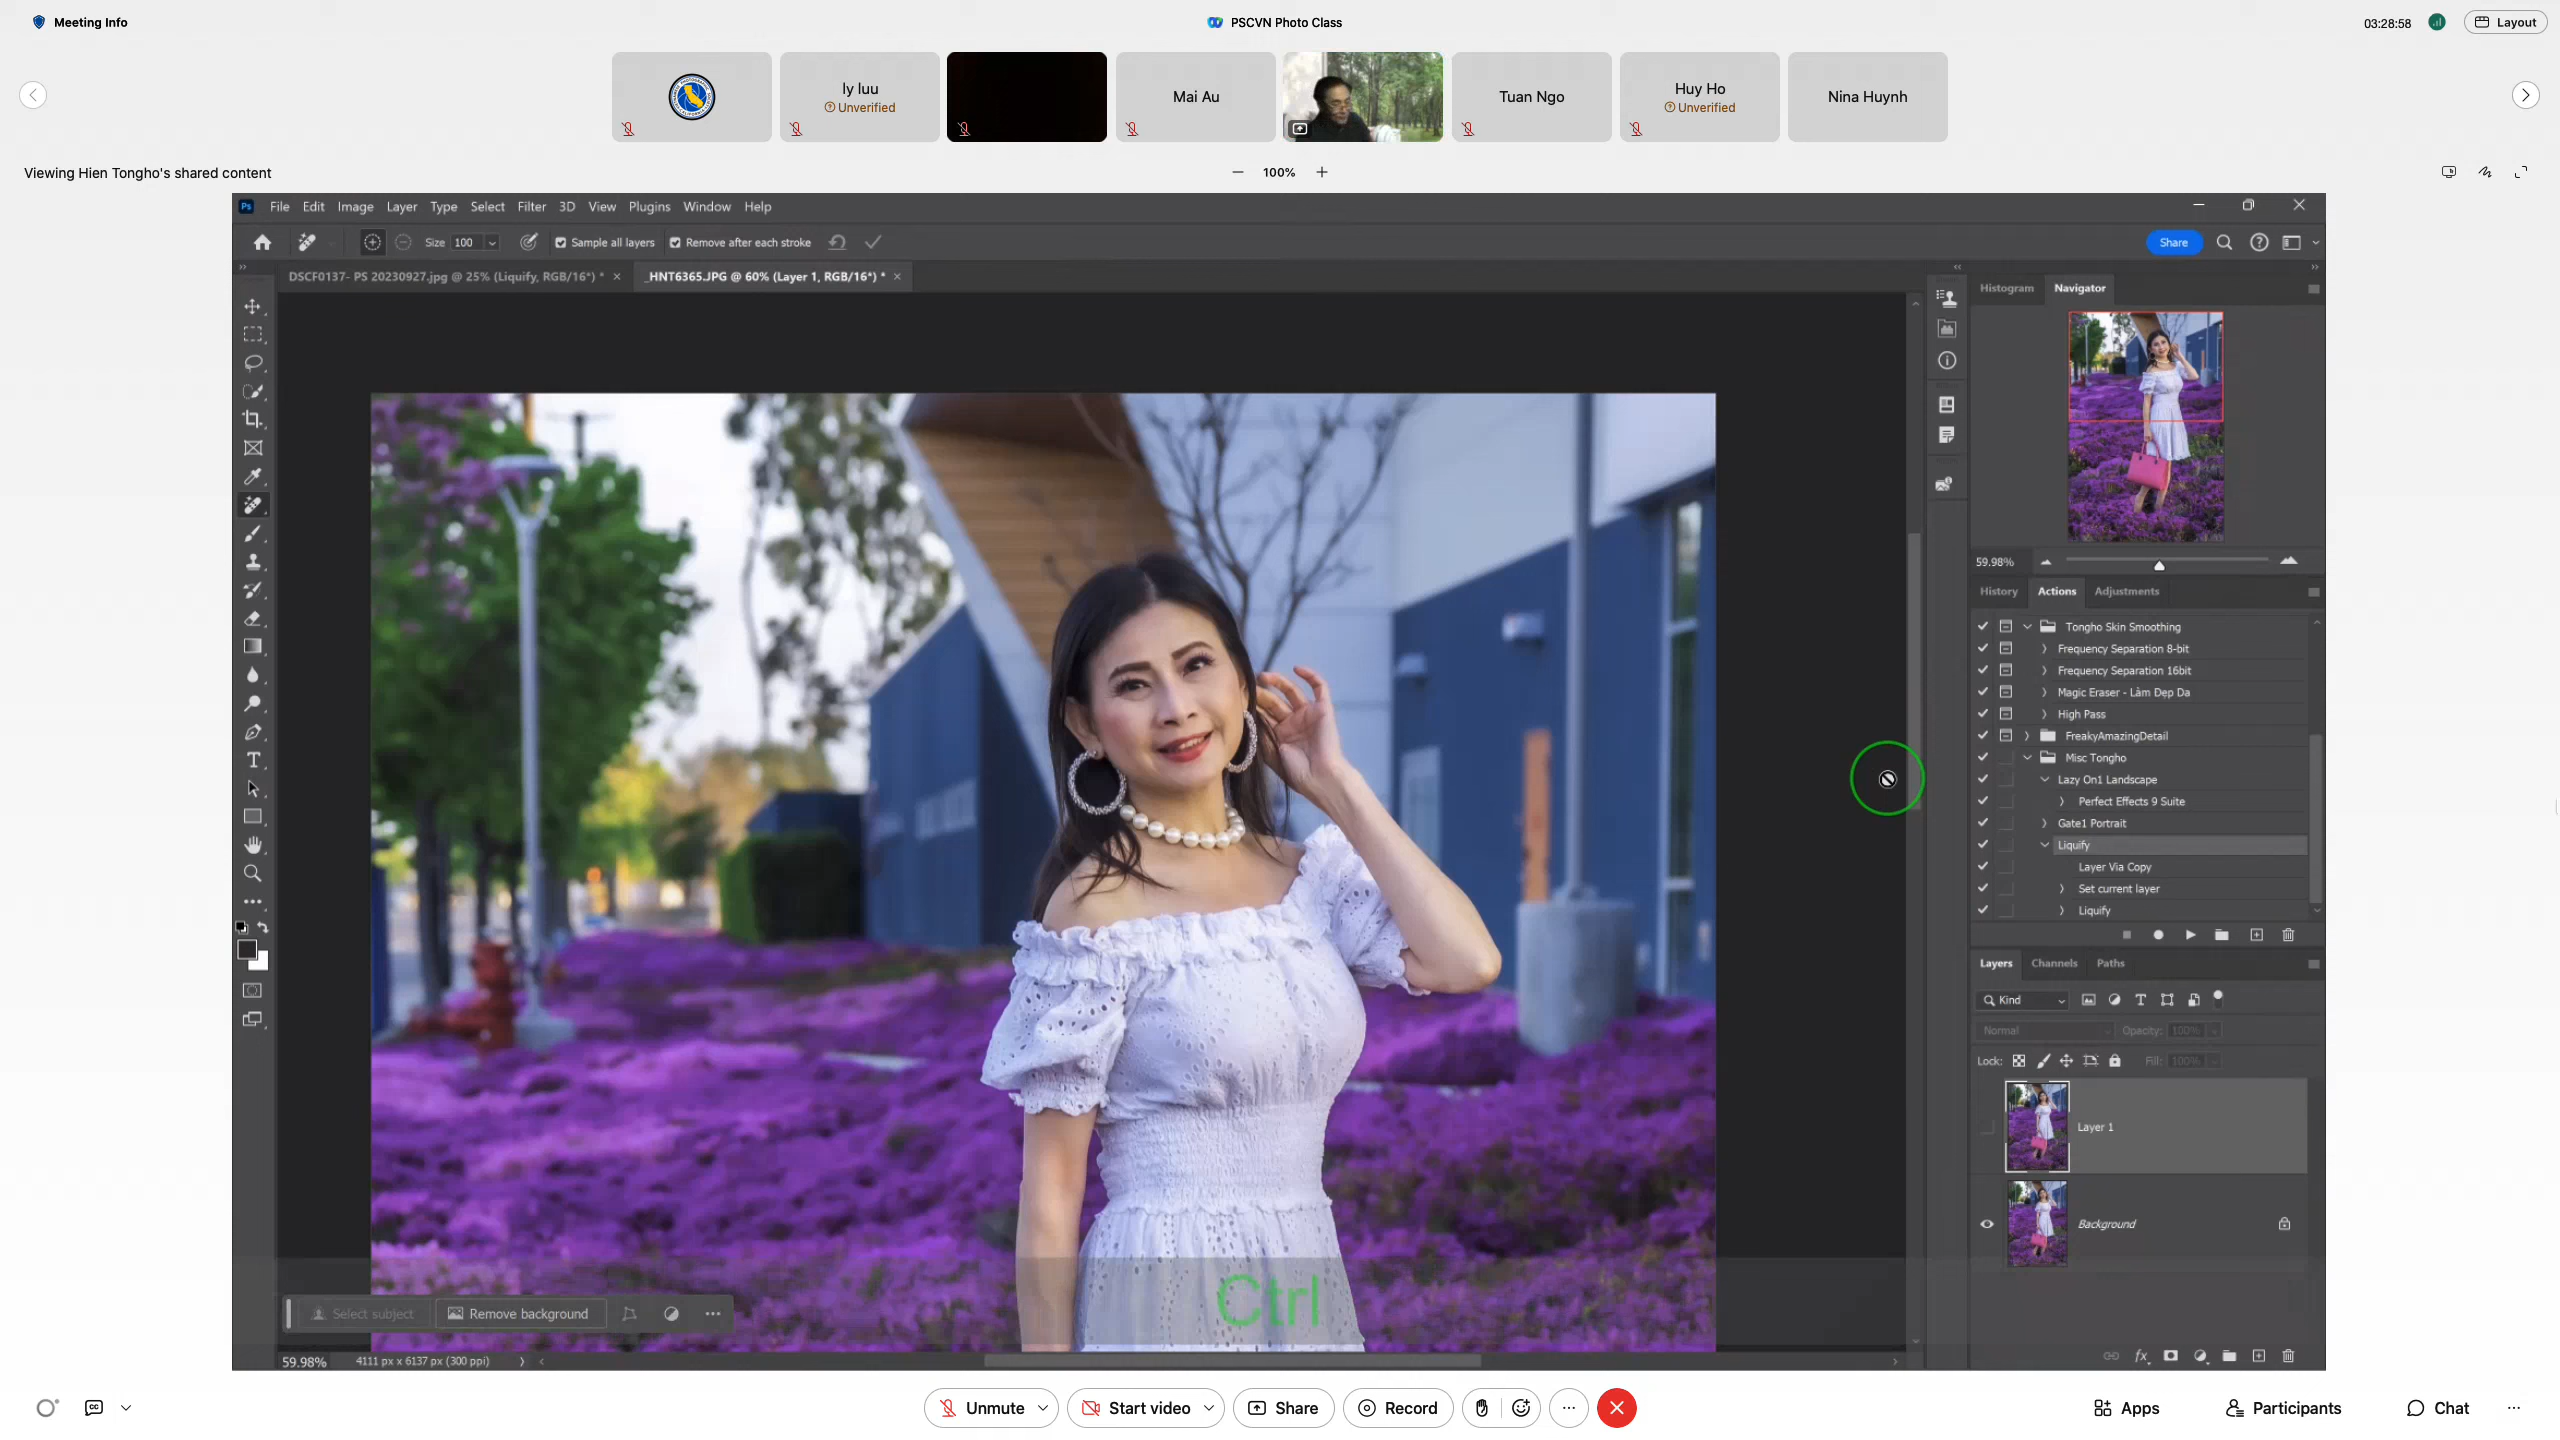 Meeting Info
PSCVN Photo Class
03:28:58
Layout
ly luu
Unverified
Mai Au
Tuan Ngo
Huy Ho
Unverified
Nina Huynh
Viewing Hien Tongho's shared content
100%
Ps File Edit Image Layer Type Select Filter 3D View Plugins Window Help
Size 100 Sample all layers Remove after each stroke
Share
DSCF0137- PS 20230927.jpg @ 25% (Liquify, RGB/16*) *
_HNT6365.JPG @ 60% (Layer 1, RGB/16*) *
Histogram Navigator
59.98%
History Actions Adjustments
Tongho Skin Smoothing
Frequency Separation 8-bit
Frequency Separation 16bit
Magic Eraser - Làm Dẹp Da
High Pass
FreakyAmazingDetail
Misc Tongho
Lazy On1 Landscape
Perfect Effects 9 Suite
Gate1 Portrait
Liquify
Layer Via Copy
Set current layer
Liquify
Layers Channels Paths
Kind
Normal Opacity: 100%
Lock: Fill: 100%
Layer 1
Background
Select subject Remove background
Ctrl
59.98% 4111 px x 6137 px (300 ppi)
Unmute Start video Share Record
Apps Participants Chat